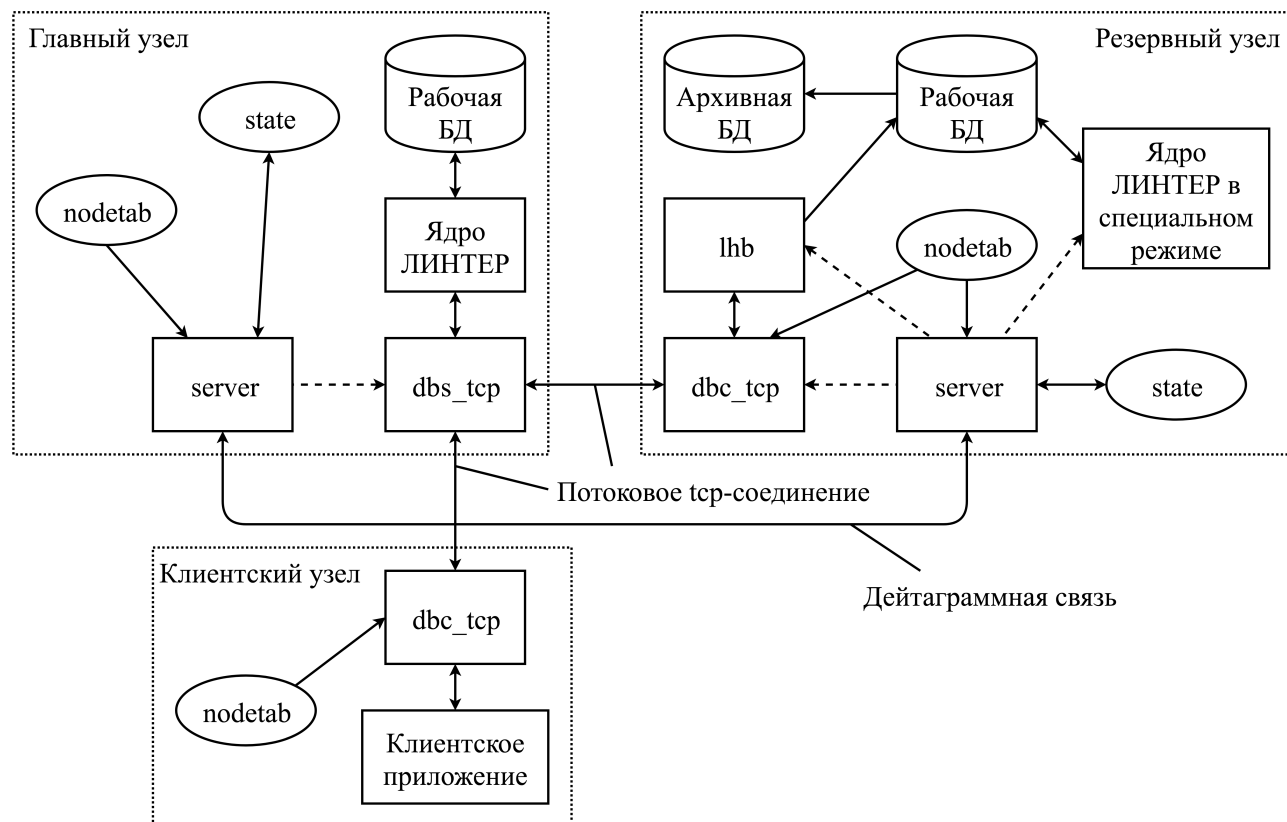 Главный узел
state
nodetab
Рабочая
БД
Ядро
ЛИНТЕР
server
dbs_tcp
Резервный узел
Архивная
БД
Рабочая
БД
Ядро
ЛИНТЕР в
специальном
режиме
lhb
nodetab
dbc_tcp
server
state
Потоковое tcp-соединение
Дейтаграммная связь
Клиентский узел
dbc_tcp
nodetab
Клиентское
приложение